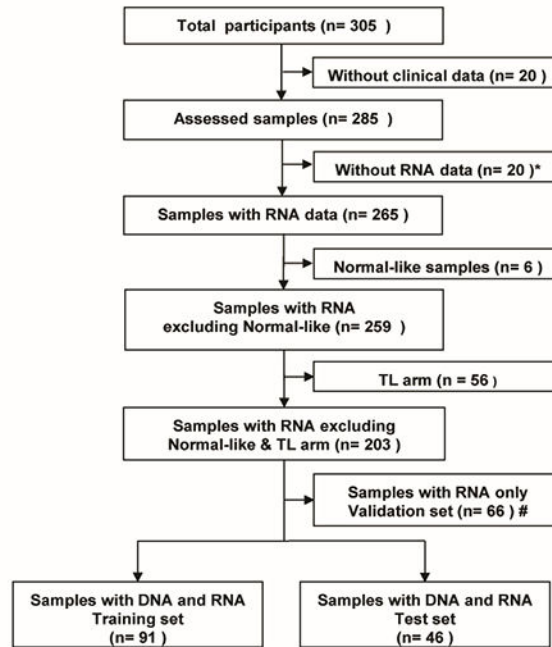 Total participants (n= 305 )
Without clinical data (n= 20 )
Assessed samples (n= 285 )
Without RNA data (n= 20 )*
Samples with RNA data (n= 265 )
Normal-like samples (n= 6 )
Samples with RNA
excluding Normal-like (n= 259 )
TL arm (n = 56 )
Samples with RNA excluding
Normal-like & TL arm (n= 203 )
Samples with RNA only
Validation set (n= 66 ) #
Samples with DNA and RNA
Training set
(n= 91 )
Samples with DNA and RNA
Test set
(n= 46 )